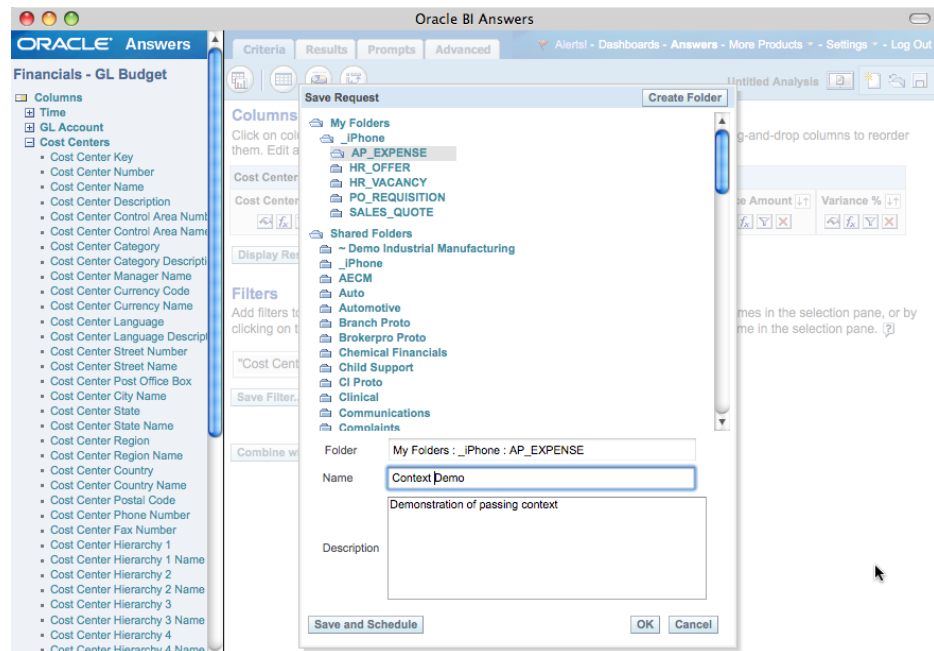 Oracle BI Answers
ORACLE Answers
Criteria Results Prompts Advanced
Alerts! - Dashboards - Answers - More Products - Settings - Log Out
Financials - GL Budget
Untitled Analysis
Columns
Time
GL Account
Cost Centers
Cost Center Key
Cost Center Number
Cost Center Name
Cost Center Description
Cost Center Control Area Numb
Cost Center Control Area Name
Cost Center Category
Cost Center Category Descripti
Cost Center Manager Name
Cost Center Currency Code
Cost Center Currency Name
Cost Center Language
Cost Center Language Descript
Cost Center Street Number
Cost Center Street Name
Cost Center Post Office Box
Cost Center City Name
Cost Center State
Cost Center State Name
Cost Center Region
Cost Center Region Name
Cost Center Country
Cost Center Country Name
Cost Center Postal Code
Cost Center Phone Number
Cost Center Fax Number
Cost Center Hierarchy 1
Cost Center Hierarchy 1 Name
Cost Center Hierarchy 2
Cost Center Hierarchy 2 Name
Cost Center Hierarchy 3
Cost Center Hierarchy 3 Name
Cost Center Hierarchy 4
Cost Center Hierarchy 4 Name
Columns
Click on col
g-and-drop columns to reorder
them. Edit a
Cost Center
Cost Center
e Amount
Variance %
Display Re
Filters
Add filters to
mes in the selection pane, or by
clicking on t
me in the selection pane.
"Cost Cent
Save Filter..
Combine w
Save Request
Create Folder
My Folders
_iPhone
AP_EXPENSE
HR_OFFER
HR_VACANCY
PO_REQUISITION
SALES_QUOTE
Shared Folders
~ Demo Industrial Manufacturing
_iPhone
AECM
Auto
Automotive
Branch Proto
Brokerpro Proto
Chemical Financials
Child Support
CI Proto
Clinical
Communications
Complaints
Folder My Folders : _iPhone : AP_EXPENSE
Name Context Demo
Description Demonstration of passing context
Save and Schedule
OK Cancel